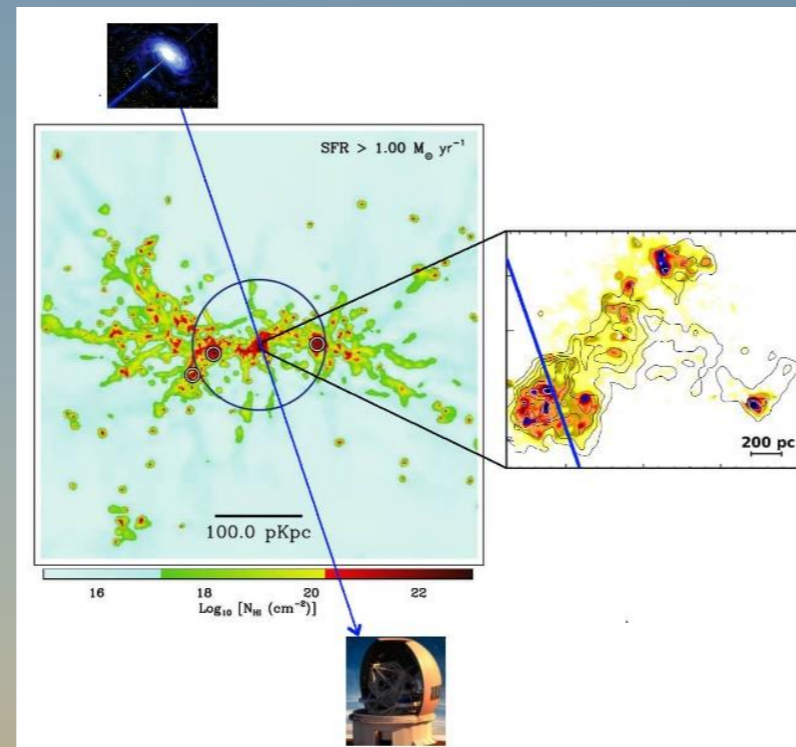 SFR > 1.00 M⊙ yr⁻¹
200 pc
100.0 pKpc
16 18 20 22
Log₁₀ [N_HI (cm⁻²)]